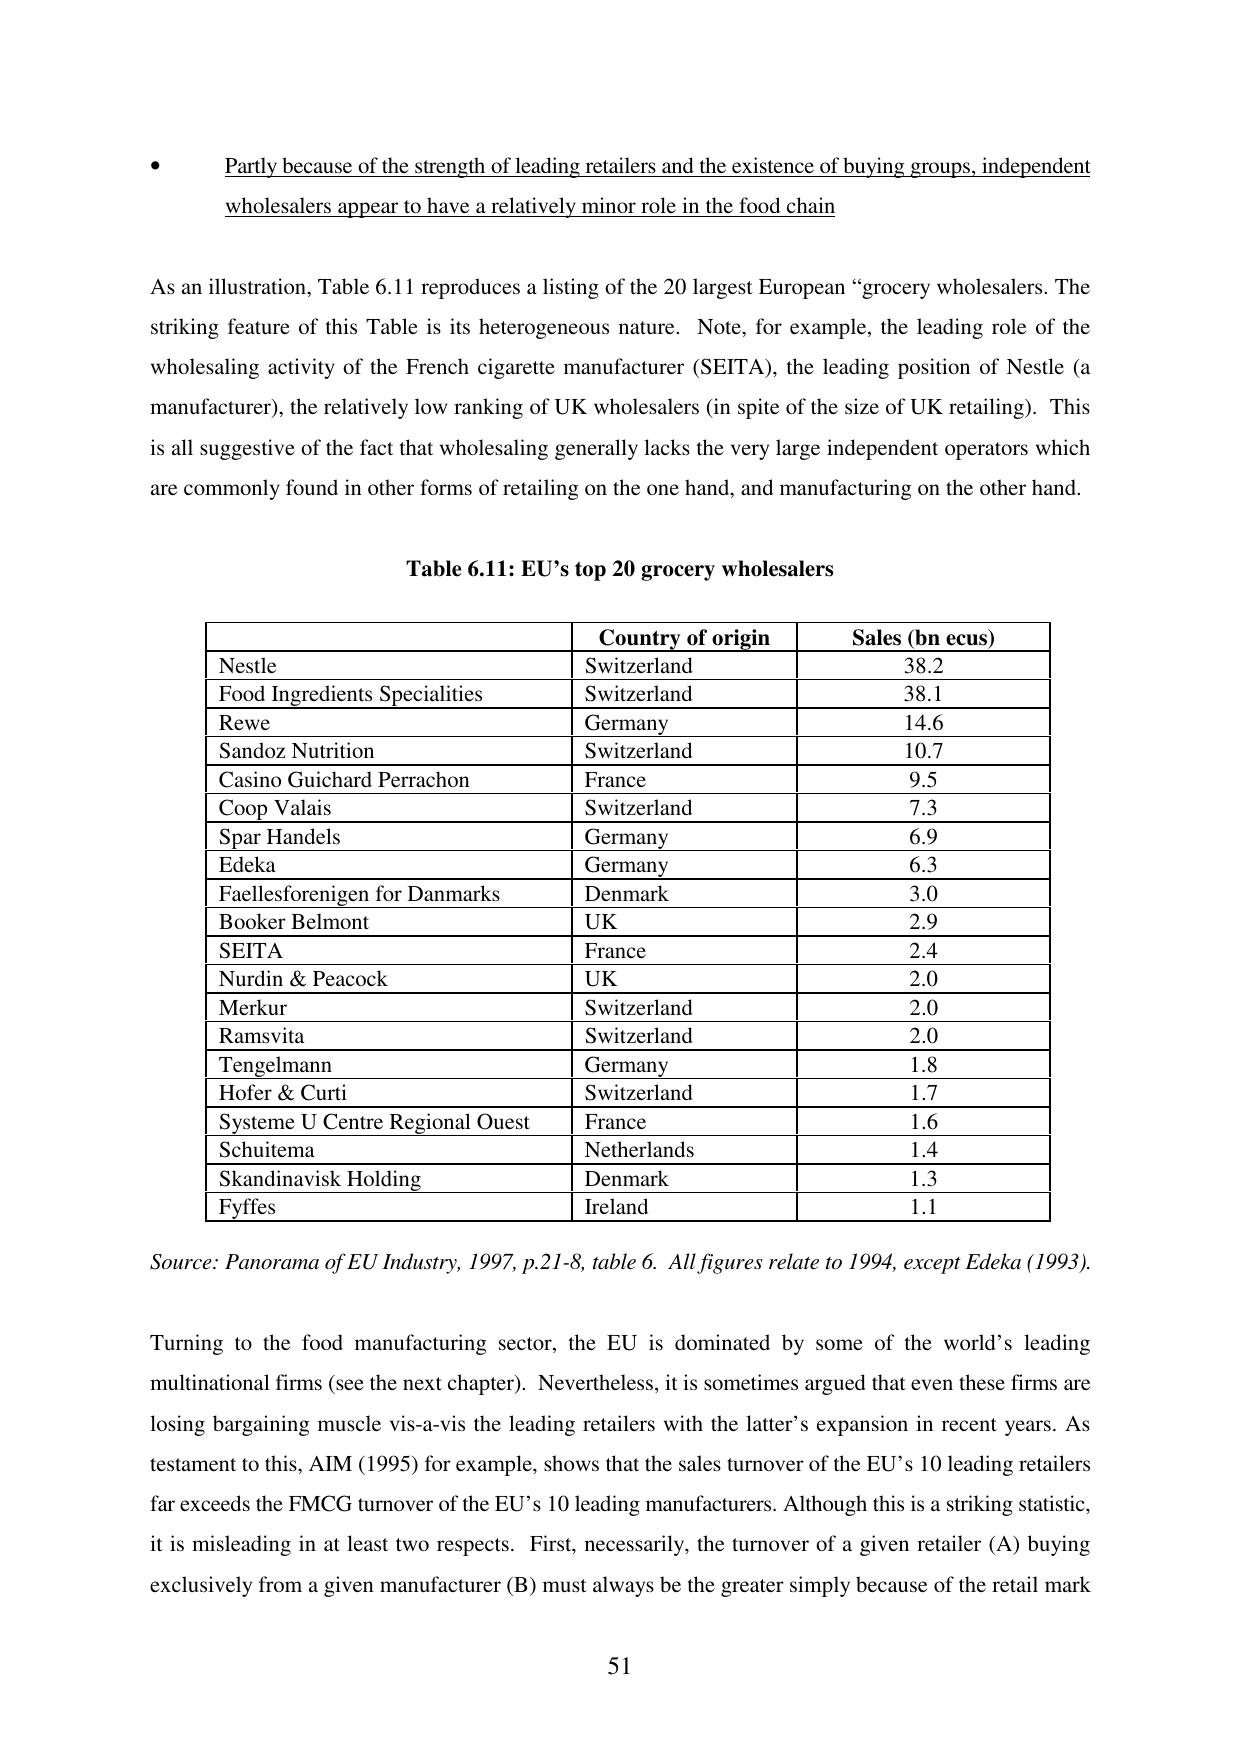 • Partly because of the strength of leading retailers and the existence of buying groups, independent
wholesalers appear to have a relatively minor role in the food chain
As an illustration, Table 6.11 reproduces a listing of the 20 largest European “grocery wholesalers. The
striking feature of this Table is its heterogeneous nature. Note, for example, the leading role of the
wholesaling activity of the French cigarette manufacturer (SEITA), the leading position of Nestle (a
manufacturer), the relatively low ranking of UK wholesalers (in spite of the size of UK retailing). This
is all suggestive of the fact that wholesaling generally lacks the very large independent operators which
are commonly found in other forms of retailing on the one hand, and manufacturing on the other hand.
Table 6.11: EU’s top 20 grocery wholesalers
Country of origin Sales (bn ecus)
Nestle Switzerland 38.2
Food Ingredients Specialities Switzerland 38.1
Rewe Germany 14.6
Sandoz Nutrition Switzerland 10.7
Casino Guichard Perrachon France 9.5
Coop Valais Switzerland 7.3
Spar Handels Germany 6.9
Edeka Germany 6.3
Faellesforenigen for Danmarks Denmark 3.0
Booker Belmont UK 2.9
SEITA France 2.4
Nurdin & Peacock UK 2.0
Merkur Switzerland 2.0
Ramsvita Switzerland 2.0
Tengelmann Germany 1.8
Hofer & Curti Switzerland 1.7
Systeme U Centre Regional Ouest France 1.6
Schuitema Netherlands 1.4
Skandinavisk Holding Denmark 1.3
Fyffes Ireland 1.1
Source: Panorama of EU Industry, 1997, p.21-8, table 6. All figures relate to 1994, except Edeka (1993).
Turning to the food manufacturing sector, the EU is dominated by some of the world’s leading
multinational firms (see the next chapter). Nevertheless, it is sometimes argued that even these firms are
losing bargaining muscle vis-a-vis the leading retailers with the latter’s expansion in recent years. As
testament to this, AIM (1995) for example, shows that the sales turnover of the EU’s 10 leading retailers
far exceeds the FMCG turnover of the EU’s 10 leading manufacturers. Although this is a striking statistic,
it is misleading in at least two respects. First, necessarily, the turnover of a given retailer (A) buying
exclusively from a given manufacturer (B) must always be the greater simply because of the retail mark
51